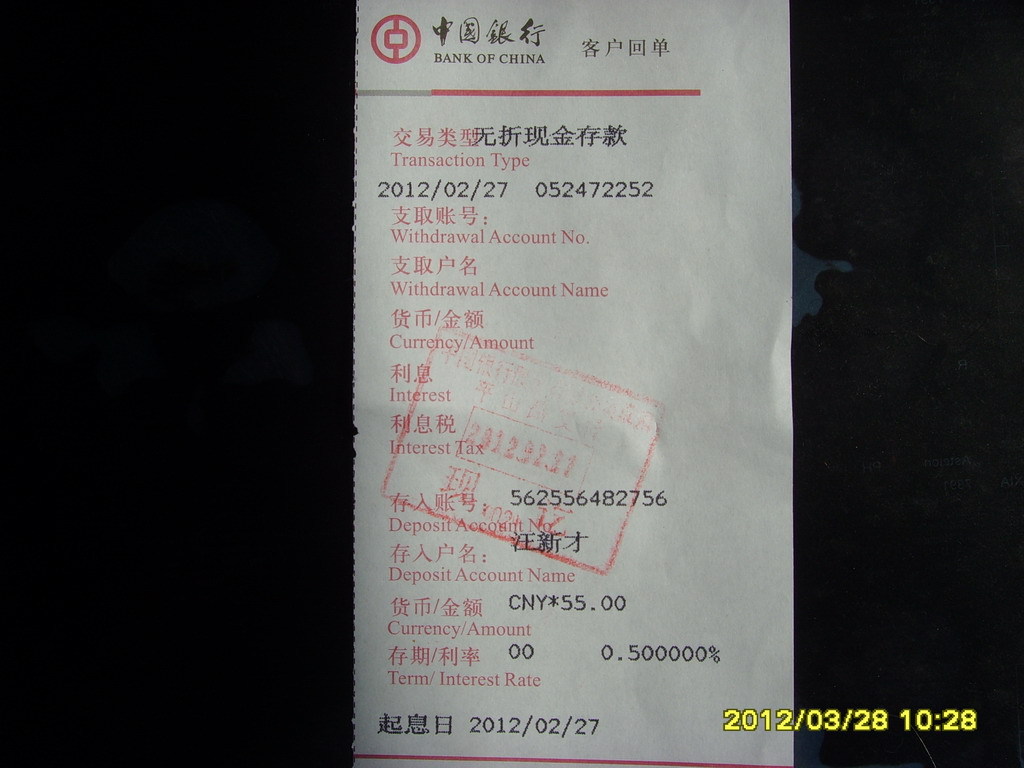 中國銀行
BANK OF CHINA
客户回单
交易类型 无折现金存款
Transaction Type
2012/02/27 052472252
支取账号：
Withdrawal Account No.
支取户名
Withdrawal Account Name
货币/金额
Currency/Amount
利息
Interest
利息税
Interest Tax
存入账号 562556482756
Deposit Account No.
汪新才
存入户名：
Deposit Account Name
货币/金额 CNY*55.00
Currency/Amount
存期/利率 00 0.500000%
Term/ Interest Rate
起息日 2012/02/27
2012/03/28 10:28